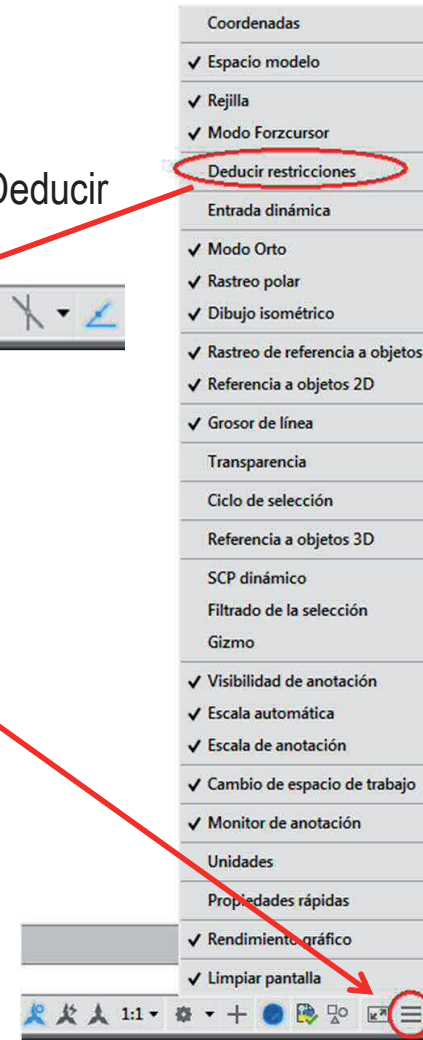 Coordenadas
✓ Espacio modelo
✓ Rejilla
✓ Modo Forzcursor
Deducir
Deducir restricciones
Entrada dinámica
✓ Modo Orto
✓ Rastreo polar
✓ Dibujo isométrico
✓ Rastreo de referencia a objetos
✓ Referencia a objetos 2D
✓ Grosor de línea
Transparencia
Ciclo de selección
Referencia a objetos 3D
SCP dinámico
Filtrado de la selección
Gizmo
✓ Visibilidad de anotación
✓ Escala automática
✓ Escala de anotación
✓ Cambio de espacio de trabajo
✓ Monitor de anotación
Unidades
Propiedades rápidas
✓ Rendimiento gráfico
✓ Limpiar pantalla
1:1